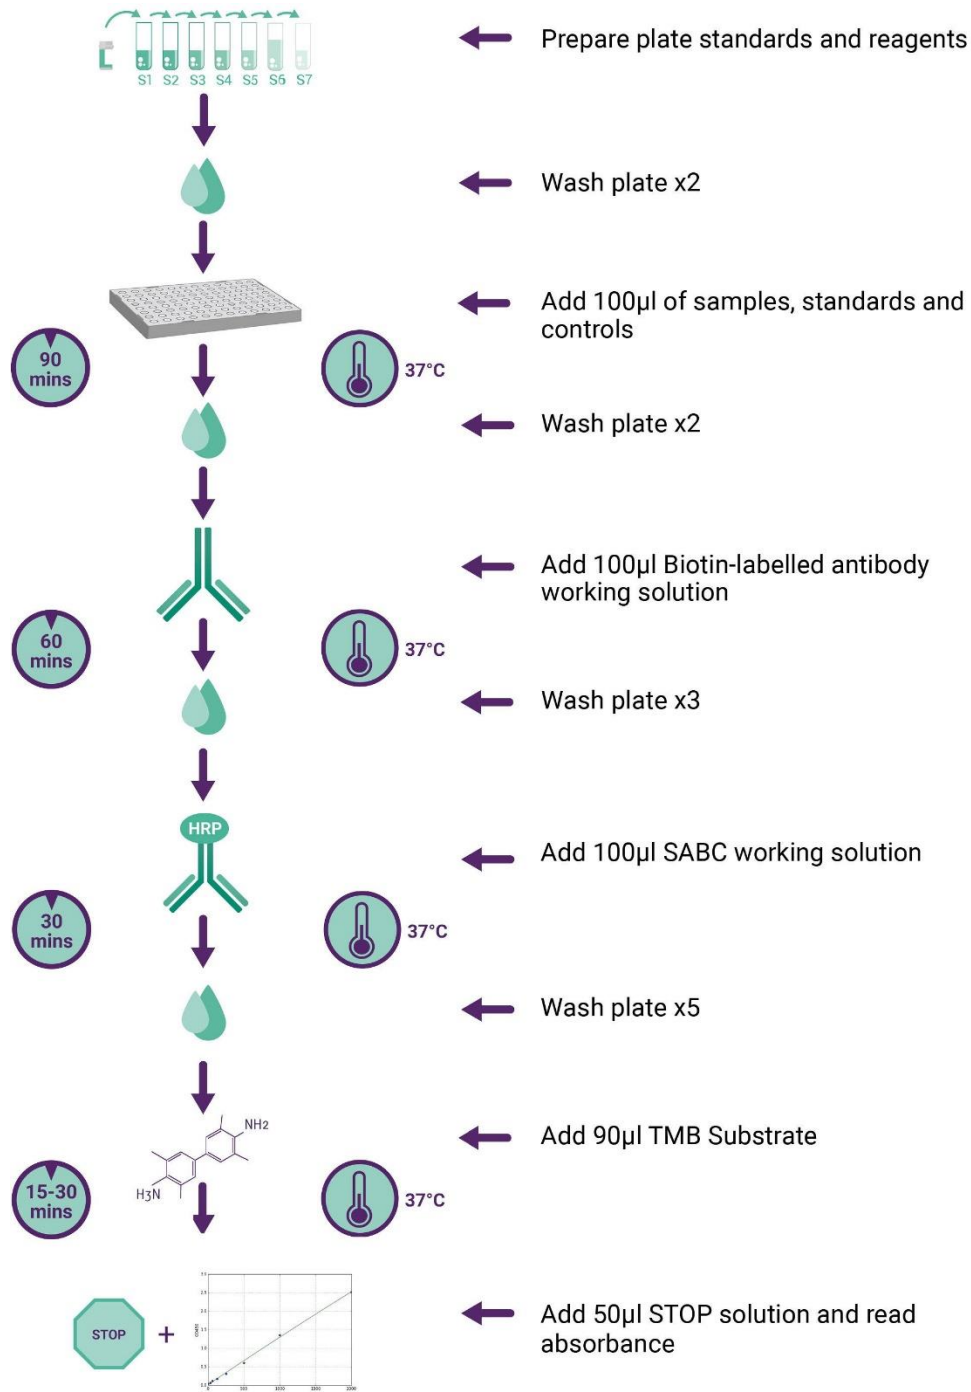 S1 S2 S3 S4 S5 S6 S7
Prepare plate standards and reagents
Wash plate x2
Add 100µl of samples, standards and
controls
90
mins
37°C
Wash plate x2
Add 100µl Biotin-labelled antibody
working solution
60
mins
37°C
Wash plate x3
HRP
Add 100µl SABC working solution
30
mins
37°C
Wash plate x5
NH2
H3N
Add 90µl TMB Substrate
15-30
mins
37°C
STOP
+
Add 50µl STOP solution and read
absorbance